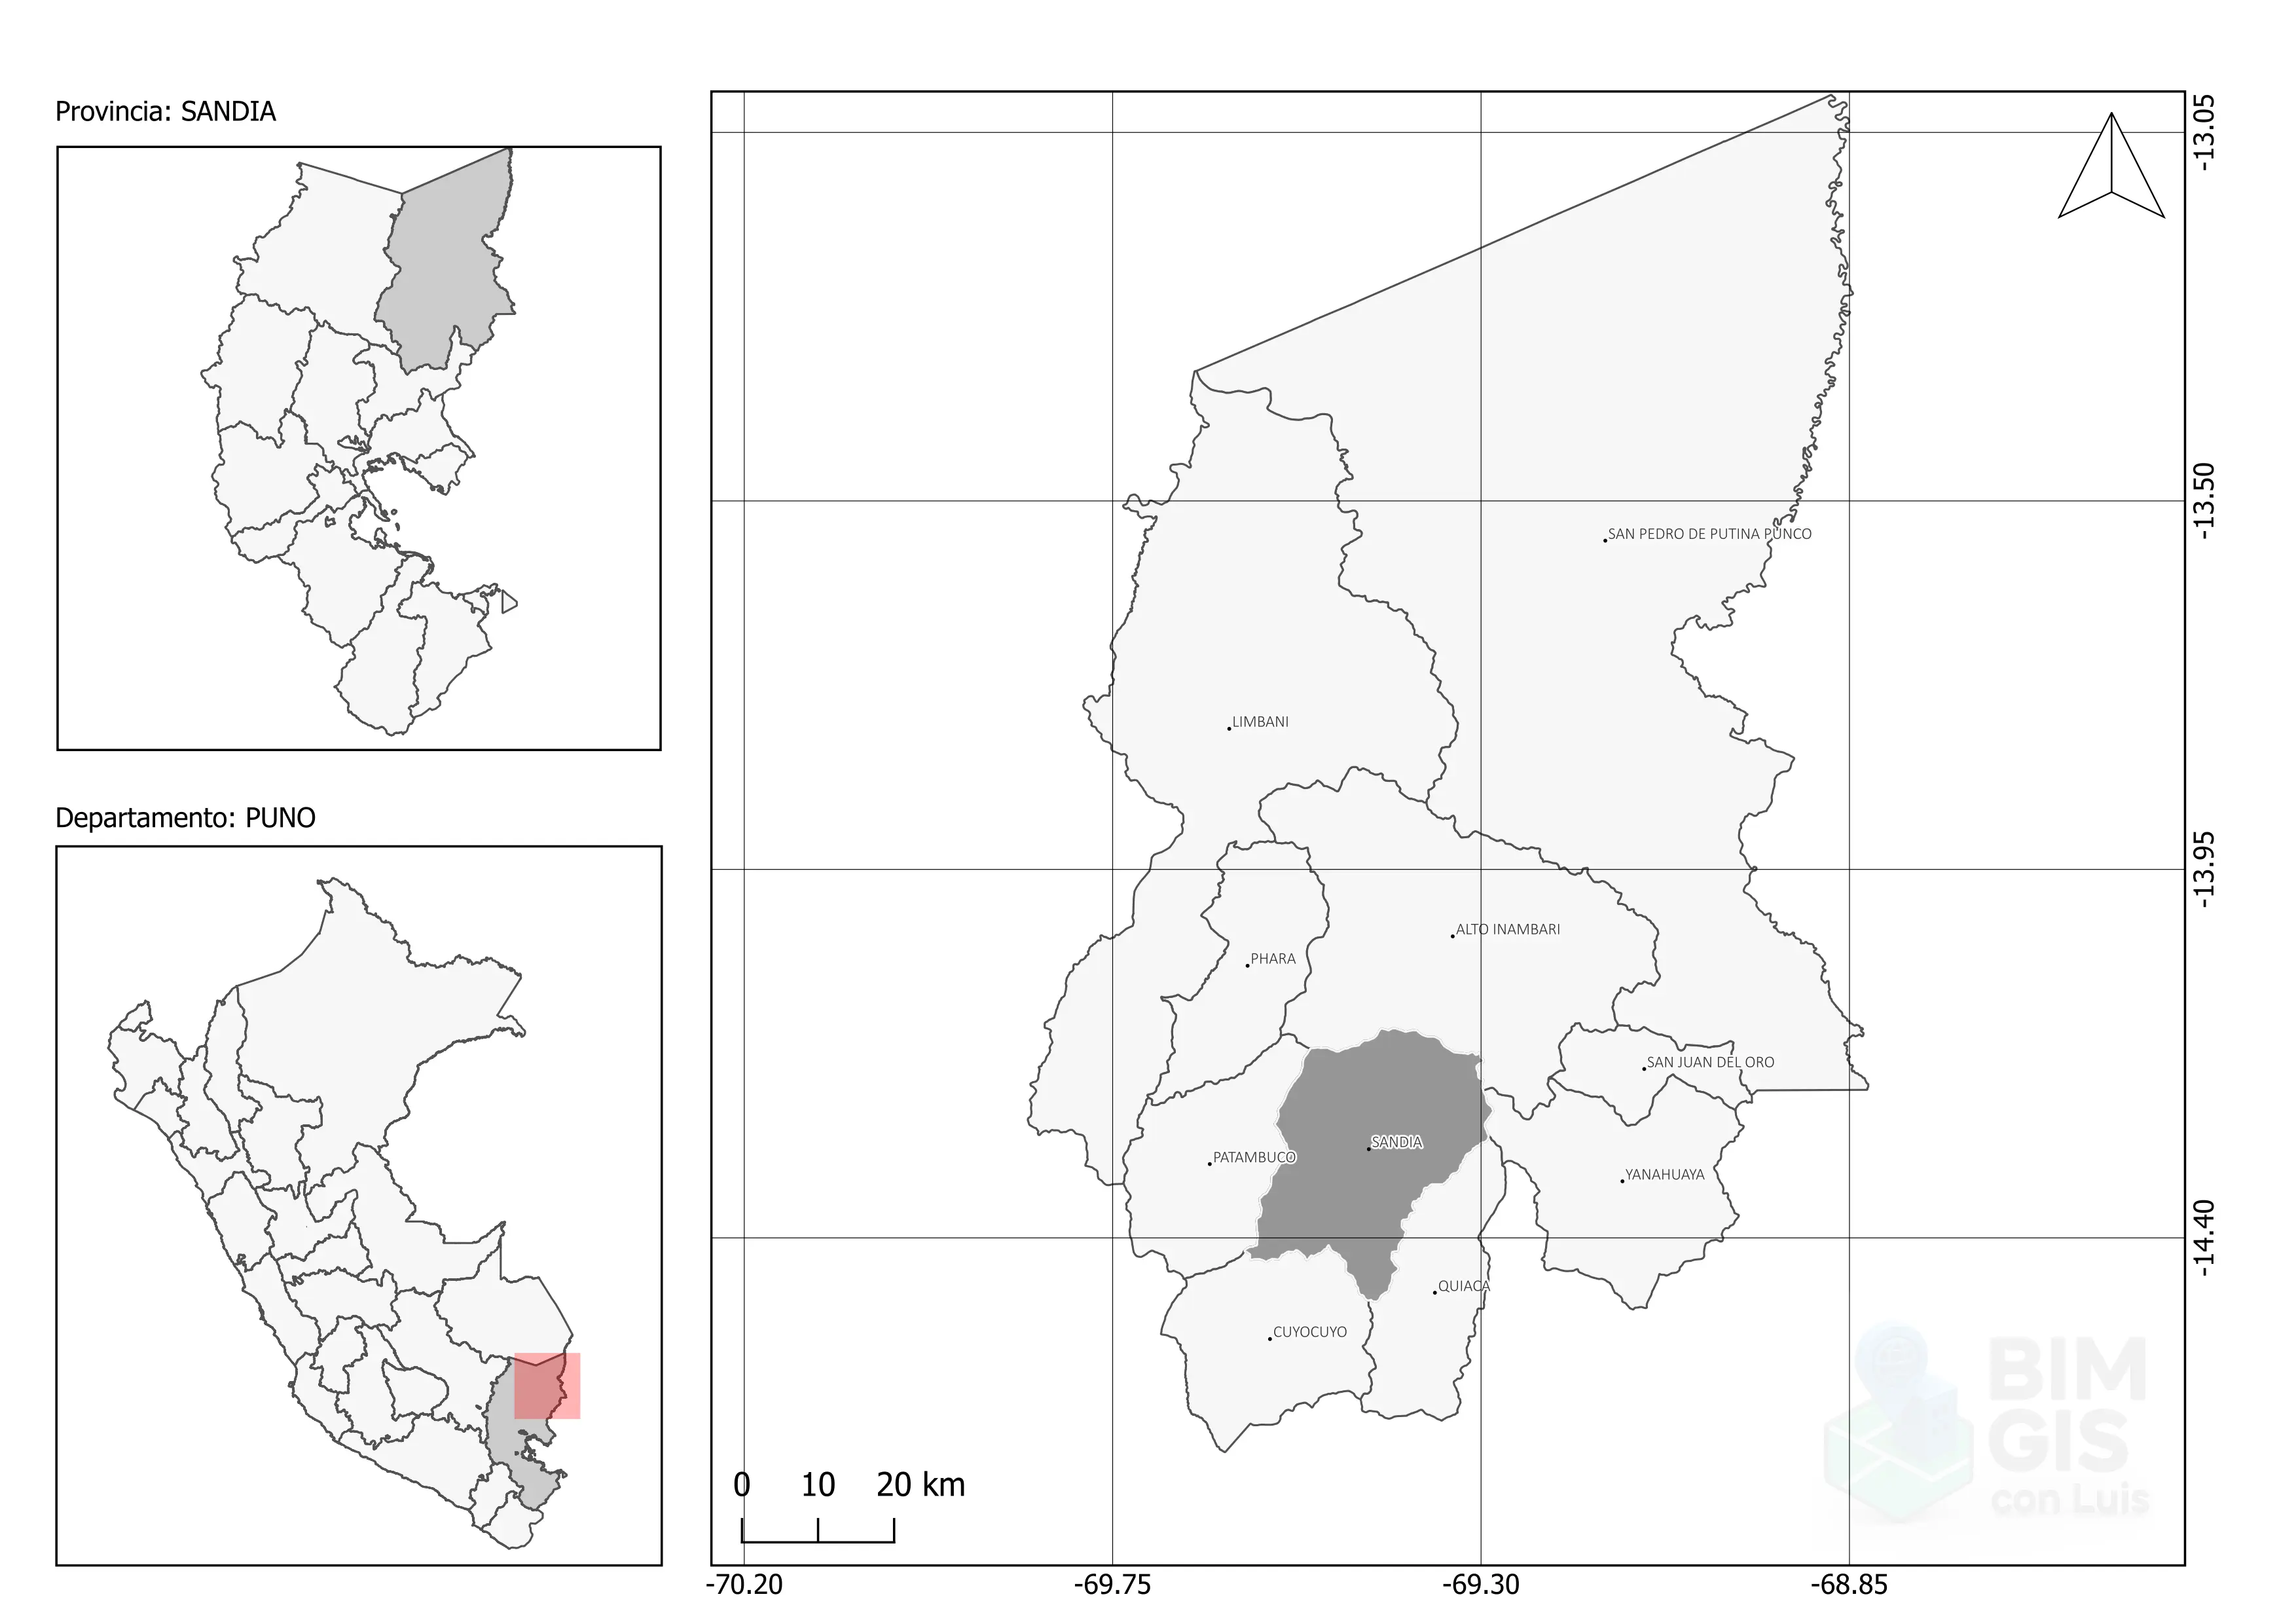 Provincia: SANDIA
Departamento: PUNO
SAN PEDRO DE PUTINA PUNCO
LIMBANI
ALTO INAMBARI
PHARA
SAN JUAN DEL ORO
SANDIA
PATAMBUCO
YANAHUAYA
QUIACA
CUYOCUYO
0 10 20 km
-70.20 -69.75 -69.30 -68.85
-13.05
-13.50
-13.95
-14.40
BIM
GIS
con Luis